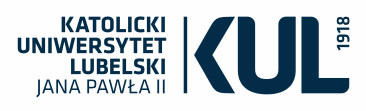 KATOLICKI
UNIWERSYTET
LUBELSKI
JANA PAWŁA II
KUL
1918